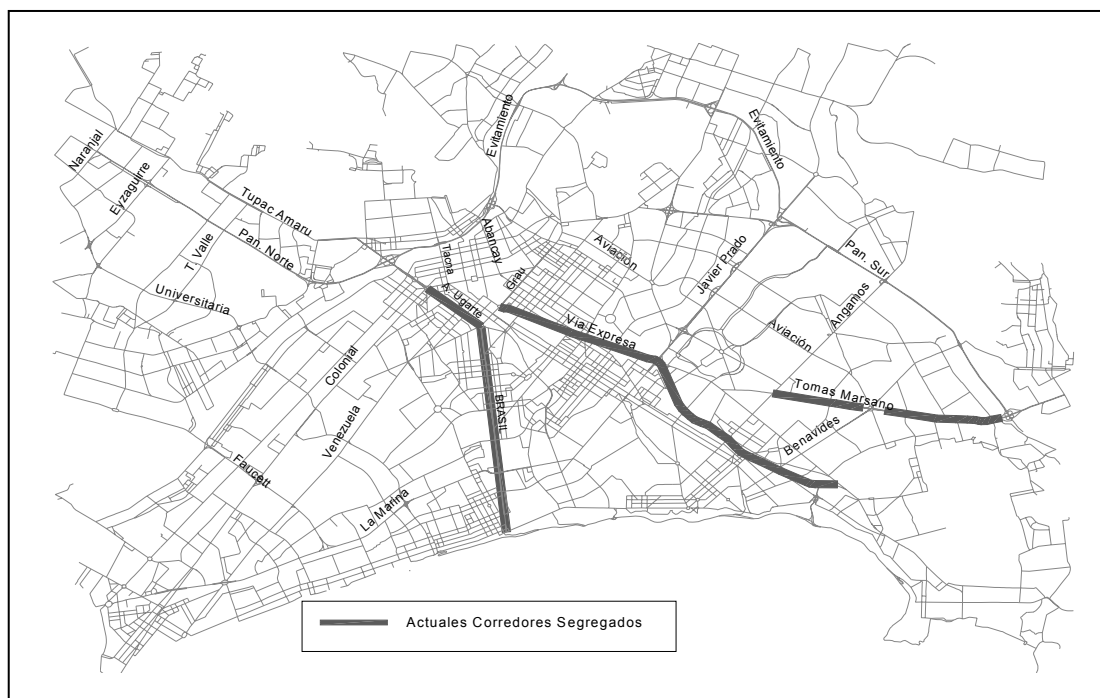 Naranjal
Eyzaguirre
Tupac Amaru
T. Valle
Pan. Norte
Universitaria
Evitamiento
Abancay
Tacna
Grau
A. Ugarte
Aviación
Evitamiento
Javier Prado
Pan. Sur
Angamos
Aviación
Via Expresa
Tomas Marsano
Benavides
Colonial
Venezuela
BRASIL
Faucett
La Marina
Actuales Corredores Segregados